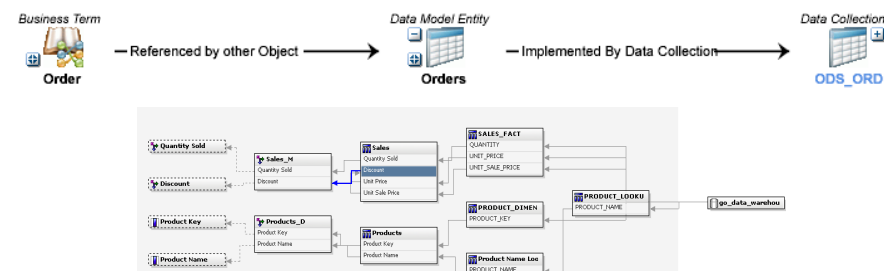 Business Term
Data Model Entity
Data Collection
Referenced by other Object
Implemented By Data Collection
Order
Orders
ODS_ORD
Quantity Sold
Discount
Product Key
Product Name
Sales_M
Quantity Sold
Discount
Products_D
Product Key
Product Name
Sales
Quantity Sold
Discount
Unit Price
Unit Sale Price
Products
Product Key
Product Name
SALES_FACT
QUANTITY
UNIT_PRICE
UNIT_SALE_PRICE
PRODUCT_DIMEN
PRODUCT_KEY
Product Name Loo
PRODUCT_NAME
PRODUCT_LOOKU
PRODUCT_NAME
go_data_warehou